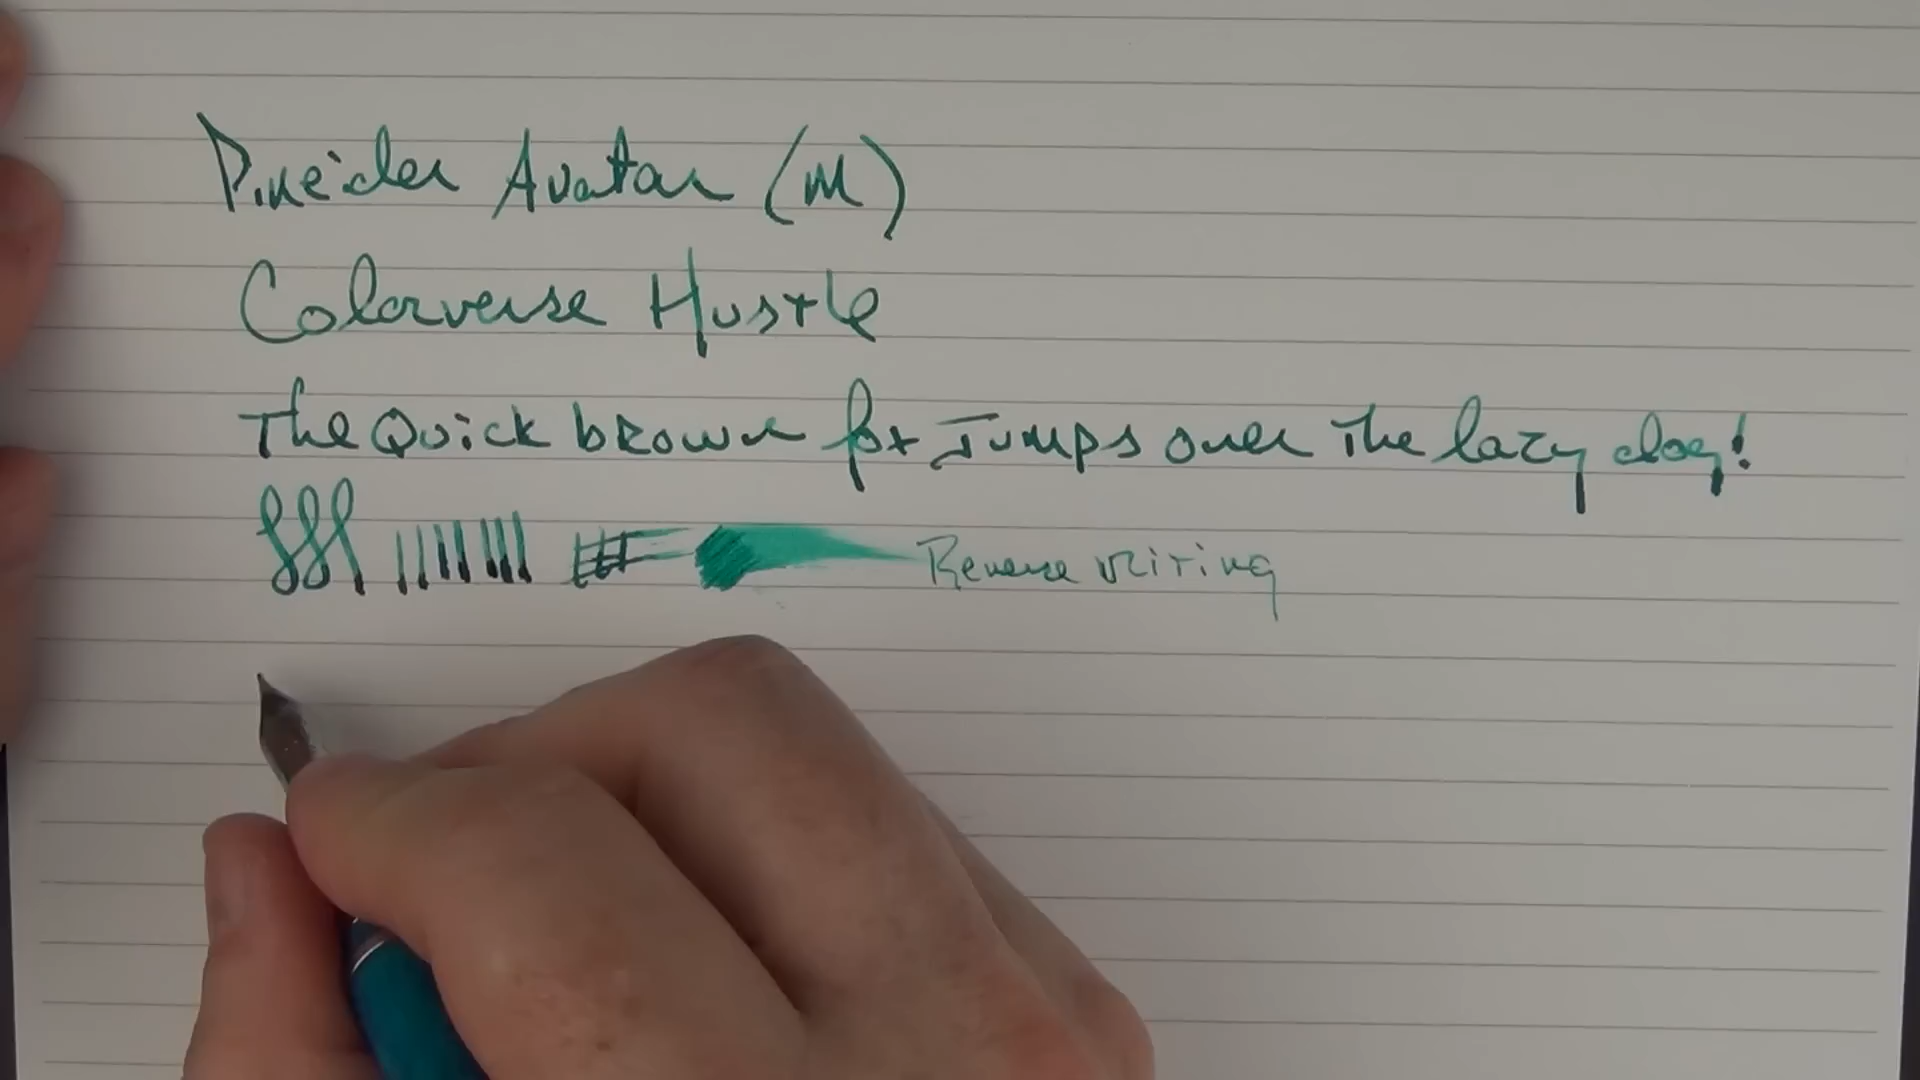 Pineider Avatar (M)
Colorverse Hustle
The Quick brown fox Jumps over The lazy dog!
Reverse writing